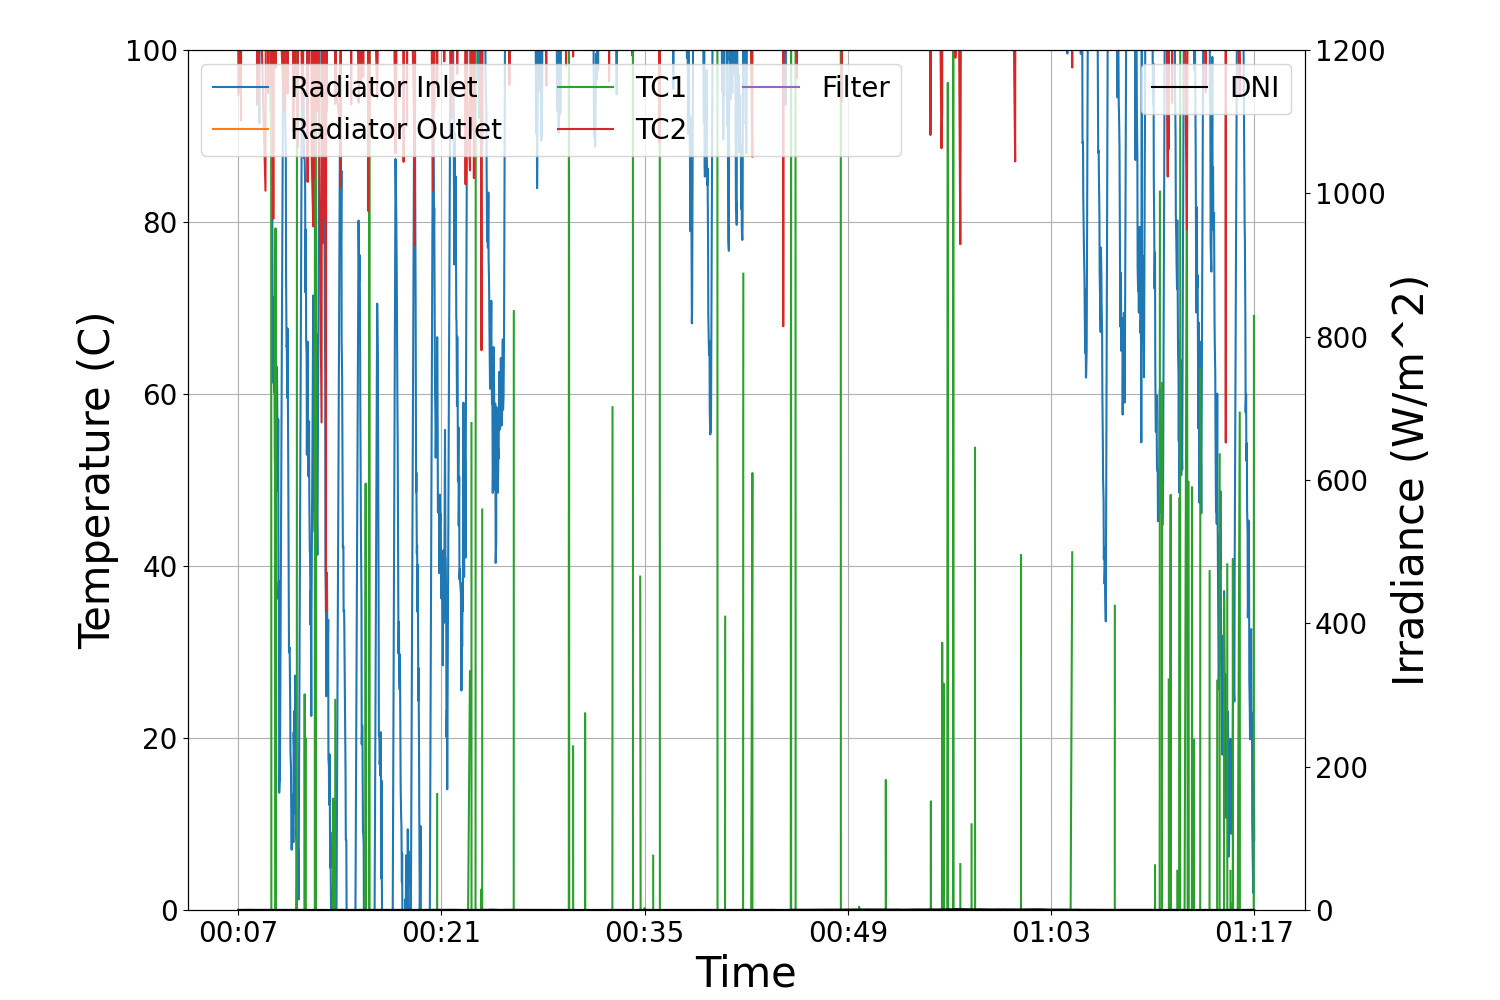 100
80
60
40
20
0
Temperature (C)
Radiator Inlet
Radiator Outlet
TC1
TC2
Filter
DNI
1200
1000
800
600
400
200
0
Irradiance (W/m^2)
00:07 00:21 00:35 00:49 01:03 01:17
Time